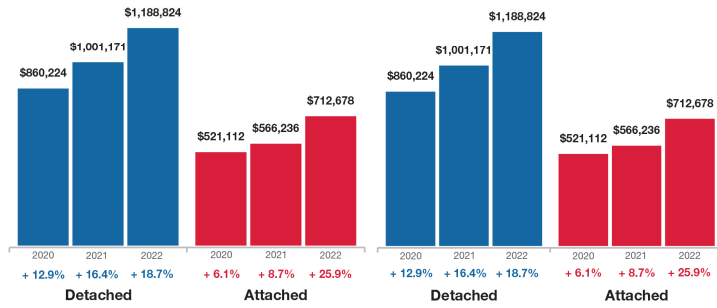 $1,188,824
$1,001,171
$860,224
$712,678
$566,236
$521,112
2020 2021 2022 2020 2021 2022
+ 12.9% + 16.4% + 18.7% + 6.1% + 8.7% + 25.9%
Detached Attached
$1,188,824
$1,001,171
$860,224
$712,678
$566,236
$521,112
2020 2021 2022 2020 2021 2022
+ 12.9% + 16.4% + 18.7% + 6.1% + 8.7% + 25.9%
Detached Attached